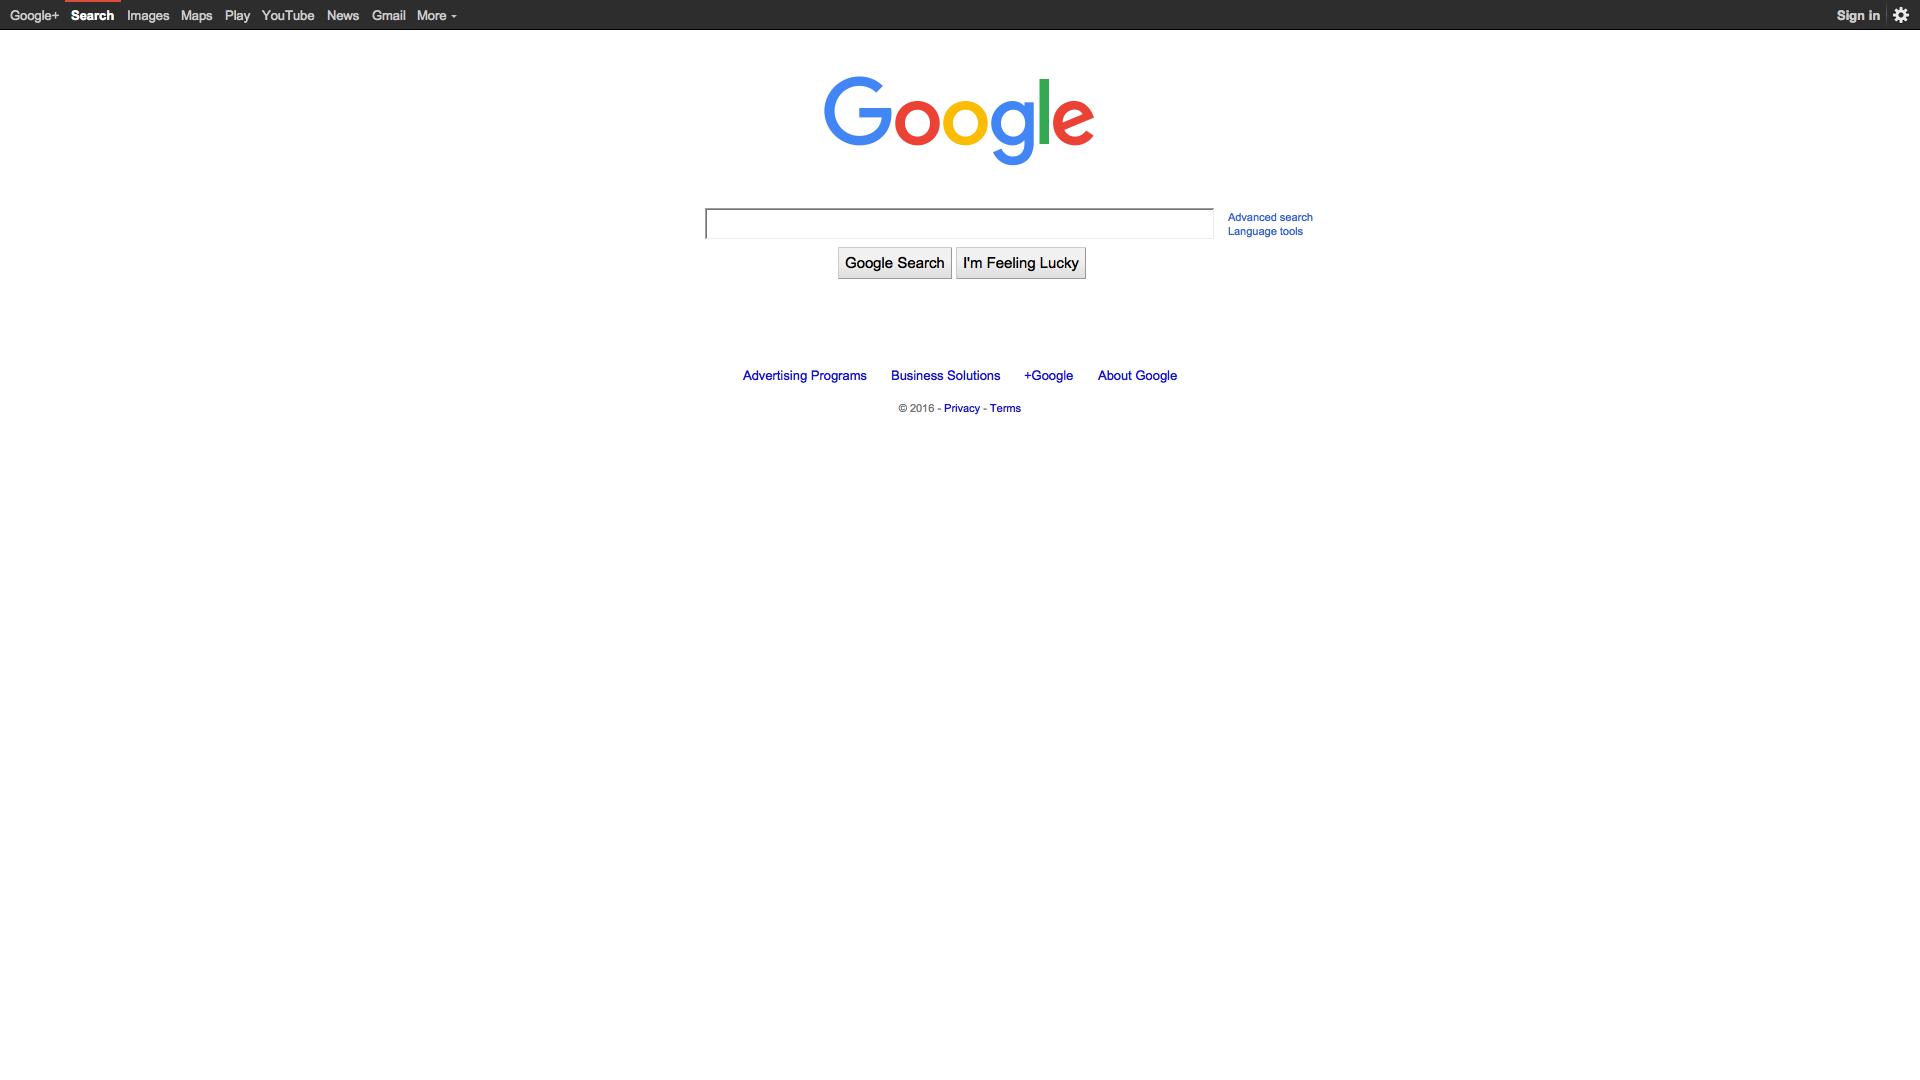 Google+ Search Images Maps Play YouTube News Gmail More Sign in
Google
Advanced search
Language tools
Google Search I'm Feeling Lucky
Advertising Programs Business Solutions +Google About Google
© 2016 - Privacy - Terms